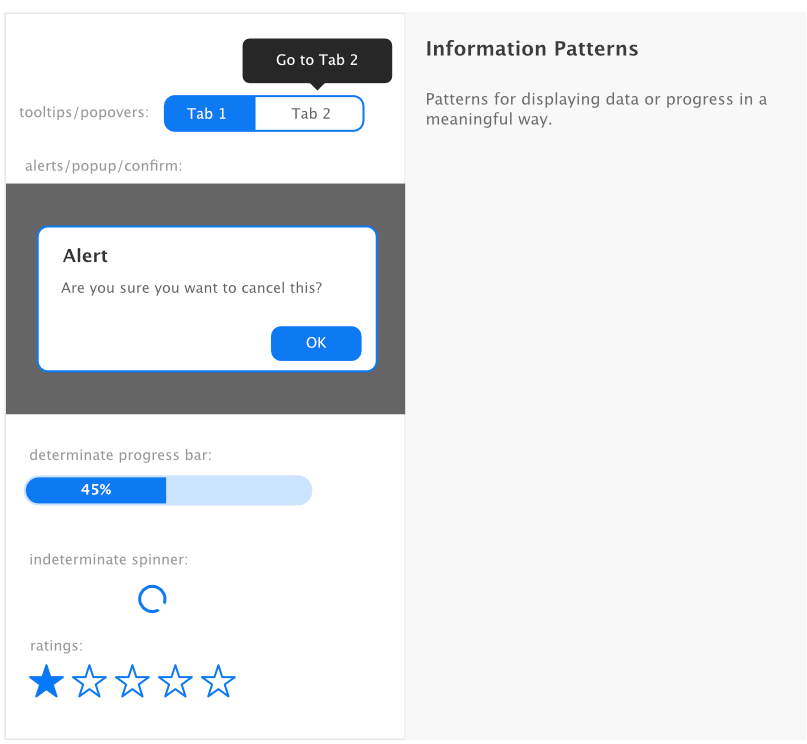 Go to Tab 2
tooltips/popovers:
Tab 1
Tab 2
alerts/popup/confirm:
Alert
Are you sure you want to cancel this?
OK
determinate progress bar:
45%
indeterminate spinner:
ratings:
Information Patterns
Patterns for displaying data or progress in a
meaningful way.